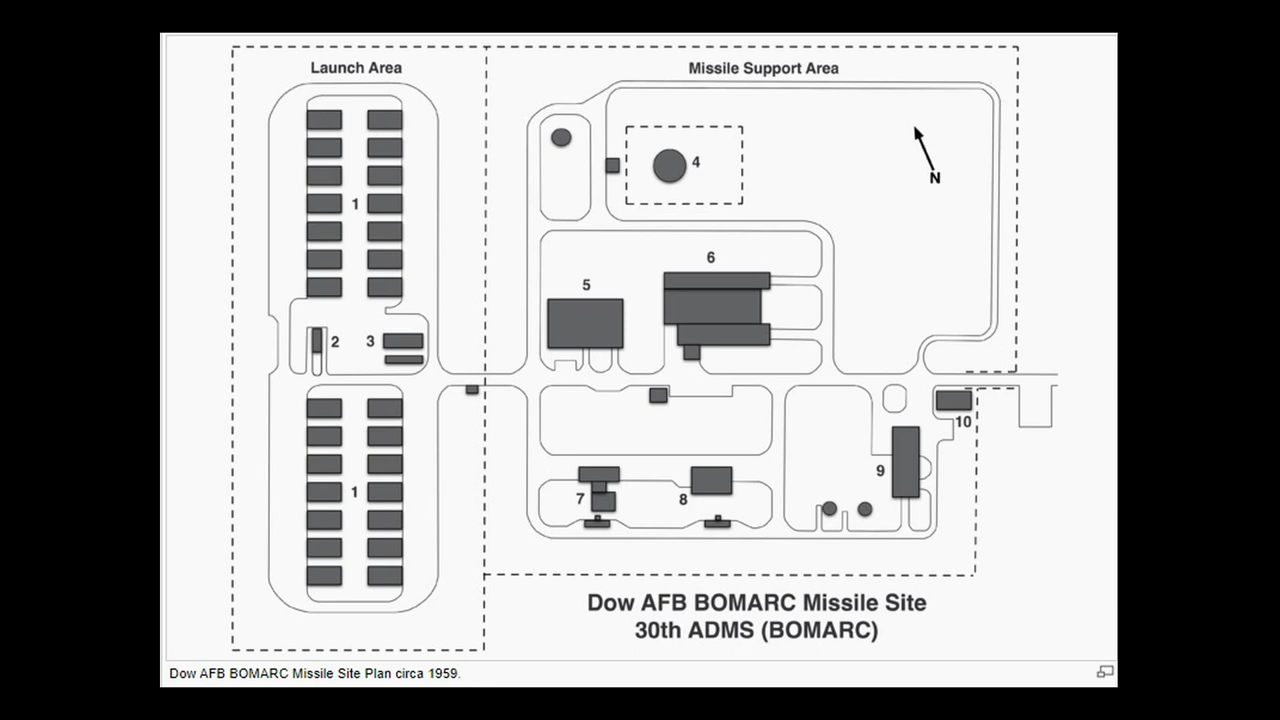 Launch Area
Missile Support Area
1
4
N
6
5
2
3
10
9
7
8
1
Dow AFB BOMARC Missile Site
30th ADMS (BOMARC)
Dow AFB BOMARC Missile Site Plan circa 1959.